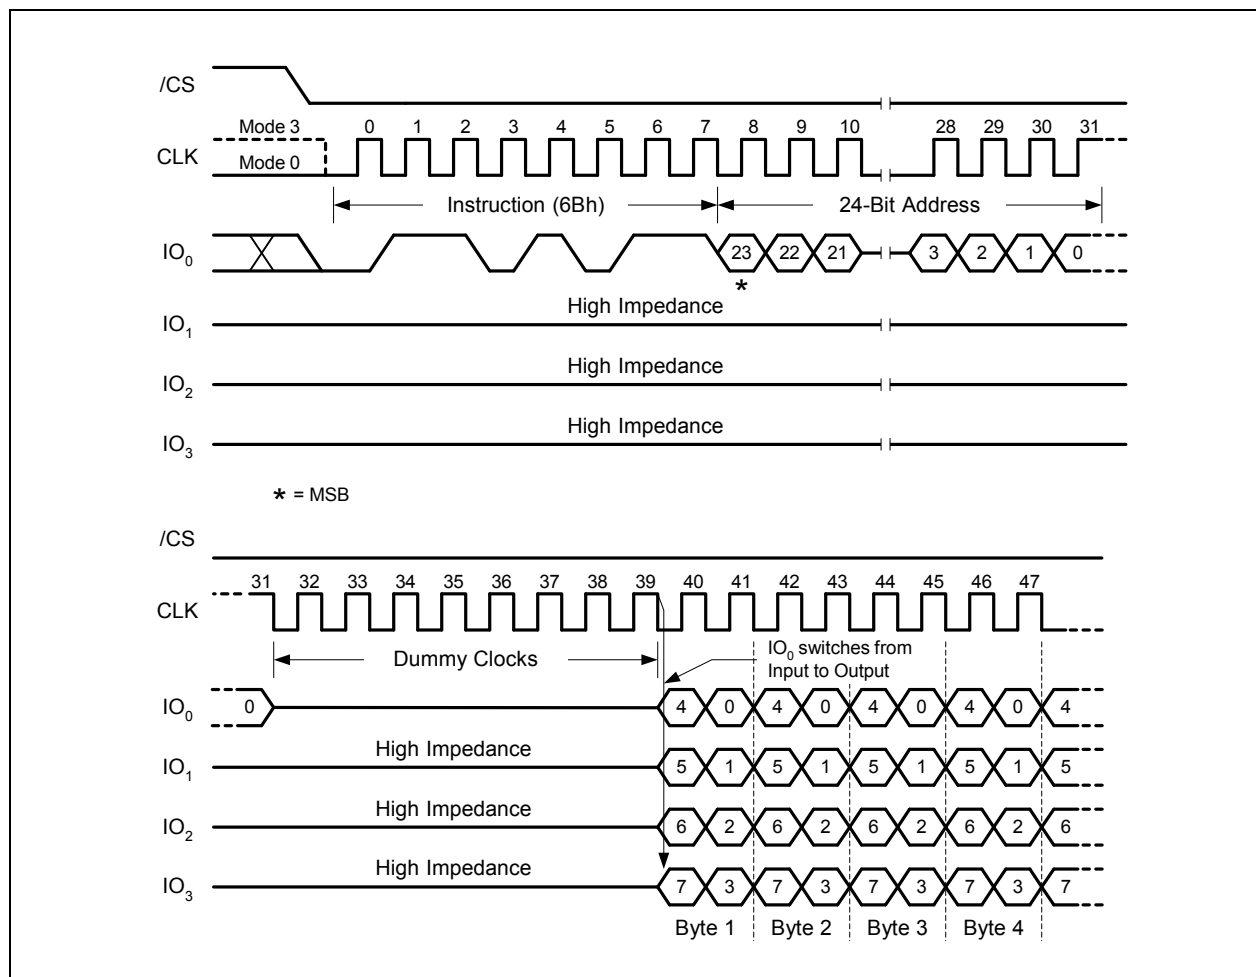 /CS
Mode 3 0 1 2 3 4 5 6 7 8 9 10 28 29 30 31
CLK
Mode 0
Instruction (6Bh) 24-Bit Address
IO0 23 22 21 3 2 1 0
*
High Impedance
IO1
High Impedance
IO2
High Impedance
IO3
* = MSB
/CS
31 32 33 34 35 36 37 38 39 40 41 42 43 44 45 46 47
CLK
Dummy Clocks
IO0 switches from
Input to Output
IO0 0 4 0 4 0 4 0 4 0 4
High Impedance
IO1 5 1 5 1 5 1 5 1 5
High Impedance
IO2 6 2 6 2 6 2 6 2 6
High Impedance
IO3 7 3 7 3 7 3 7 3 7
Byte 1 Byte 2 Byte 3 Byte 4